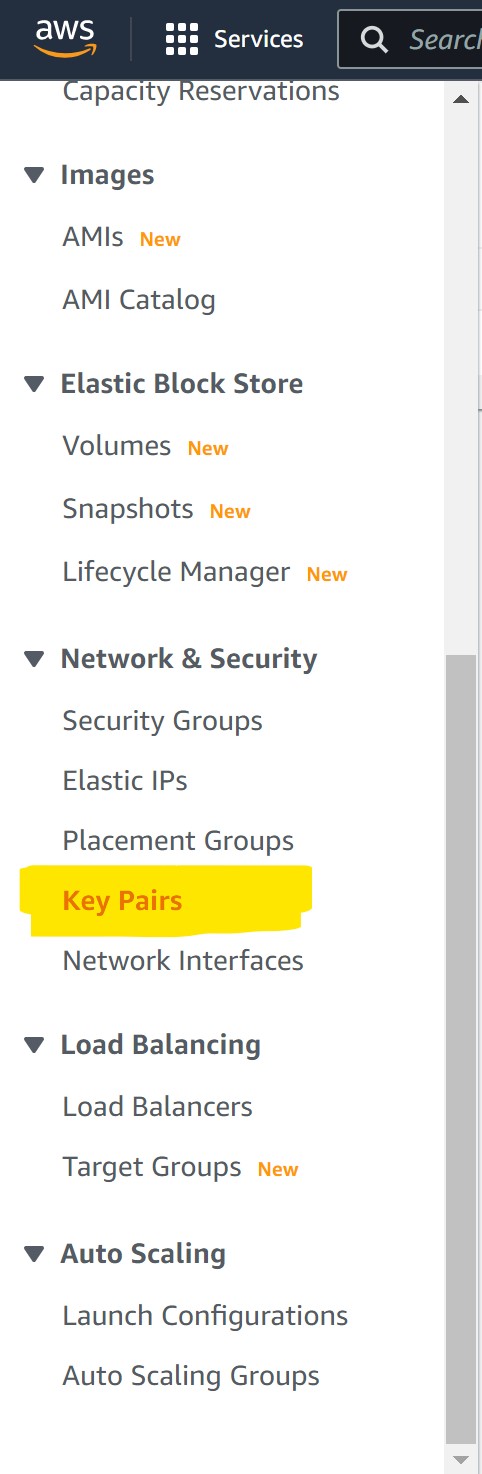 aws
Services
Search
Capacity Reservations
Images
AMIs New
AMI Catalog
Elastic Block Store
Volumes New
Snapshots New
Lifecycle Manager New
Network & Security
Security Groups
Elastic IPs
Placement Groups
Key Pairs
Network Interfaces
Load Balancing
Load Balancers
Target Groups New
Auto Scaling
Launch Configurations
Auto Scaling Groups